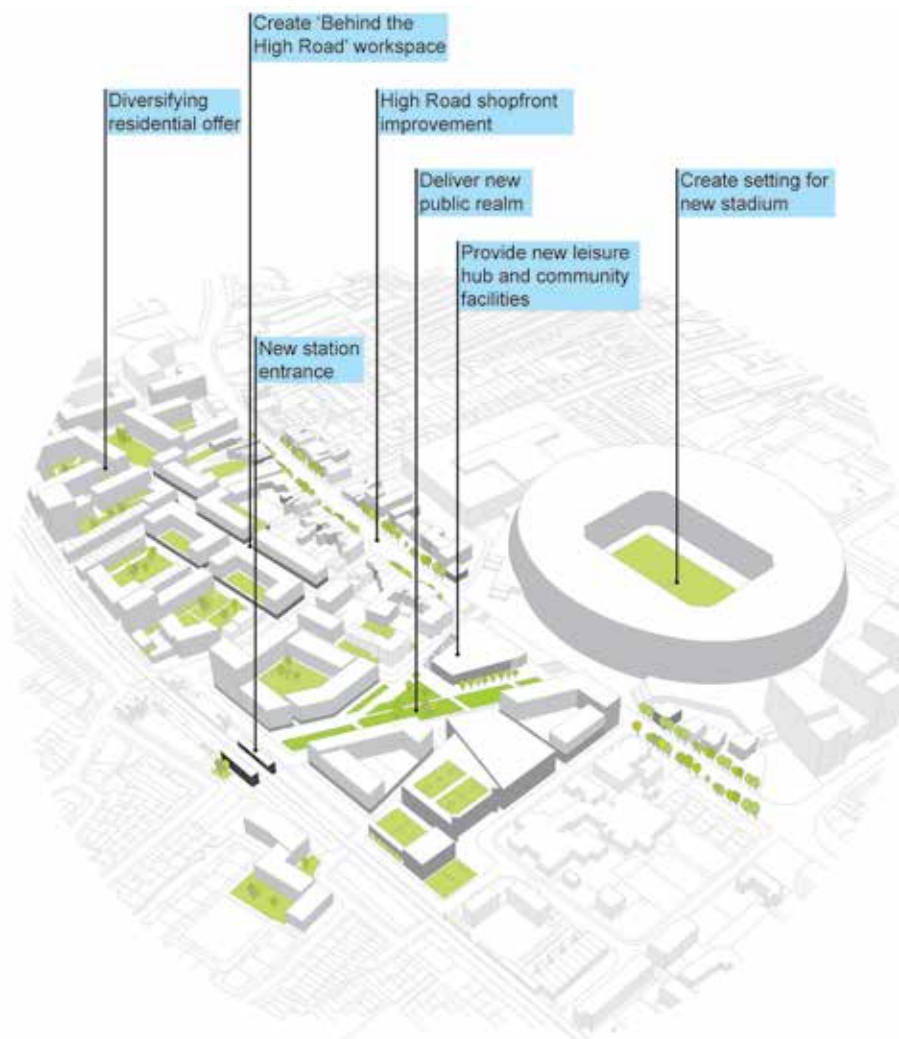 Create 'Behind the
High Road' workspace
Diversifying
residential offer
High Road shopfront
improvement
Deliver new
public realm
Create setting for
new stadium
Provide new leisure
hub and community
facilities
New station
entrance